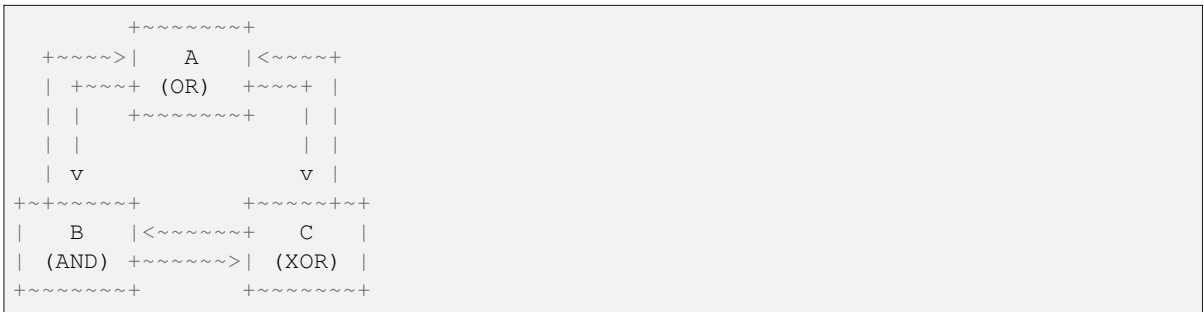 +~~~~~~~+
  +~~~~>|   A   |<~~~~+
  | +~~~+ (OR)  +~~~+ |
  | |   +~~~~~~~+   | |
  | |               | |
  | v               v |
+~+~~~~~+       +~~~~~+~+
|   B   |<~~~~~~+   C   |
| (AND) +~~~~~~>| (XOR) |
+~~~~~~~+       +~~~~~~~+